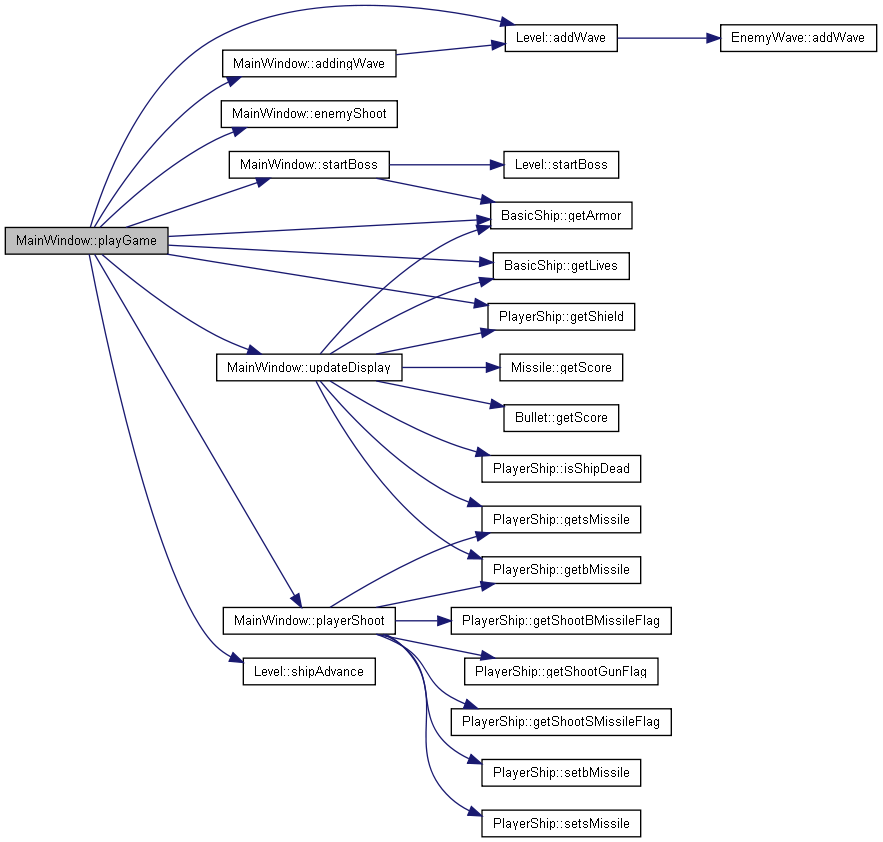 Level::addWave
EnemyWave::addWave
MainWindow::addingWave
MainWindow::enemyShoot
MainWindow::startBoss
Level::startBoss
BasicShip::getArmor
MainWindow::playGame
BasicShip::getLives
PlayerShip::getShield
MainWindow::updateDisplay
Missile::getScore
Bullet::getScore
PlayerShip::isShipDead
PlayerShip::getsMissile
PlayerShip::getbMissile
MainWindow::playerShoot
PlayerShip::getShootBMissileFlag
Level::shipAdvance
PlayerShip::getShootGunFlag
PlayerShip::getShootSMissileFlag
PlayerShip::setbMissile
PlayerShip::setsMissile